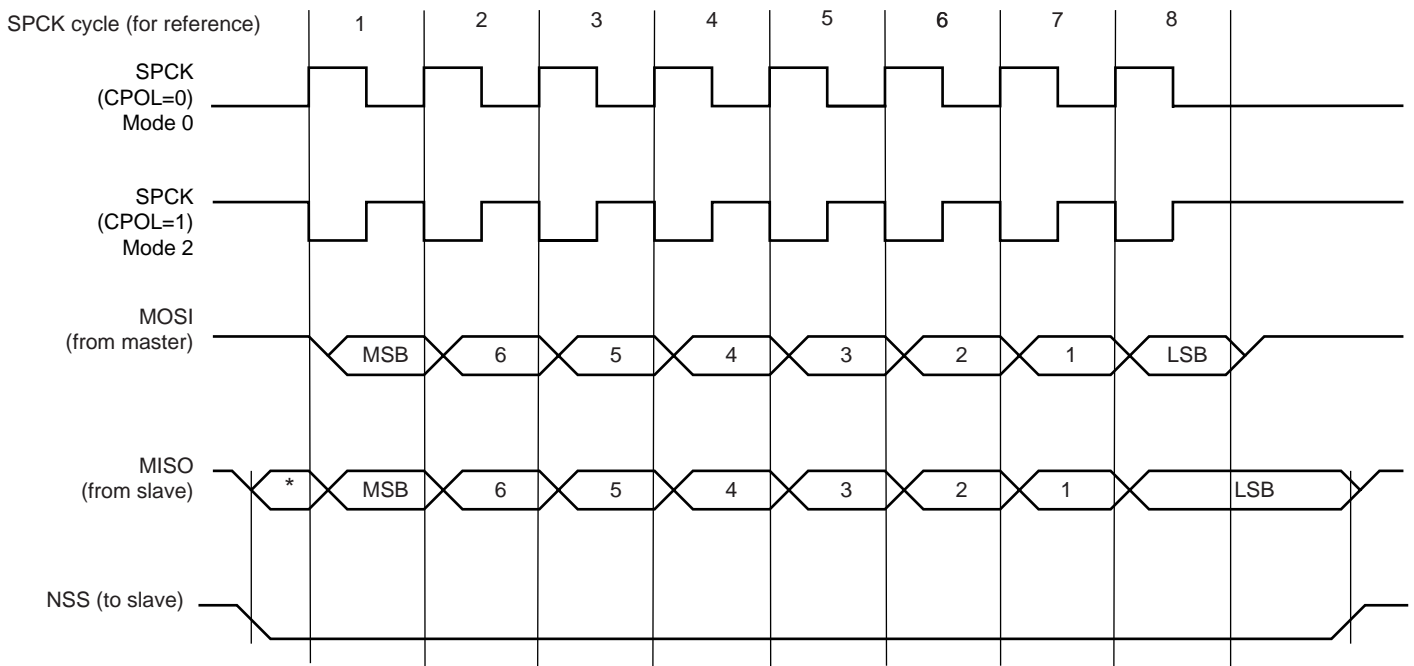 SPCK cycle (for reference) 1 2 3 4 5 6 7 8
SPCK
(CPOL=0)
Mode 0
SPCK
(CPOL=1)
Mode 2
MOSI
(from master)
MSB 6 5 4 3 2 1 LSB
MISO
(from slave)
* MSB 6 5 4 3 2 1 LSB
NSS (to slave)